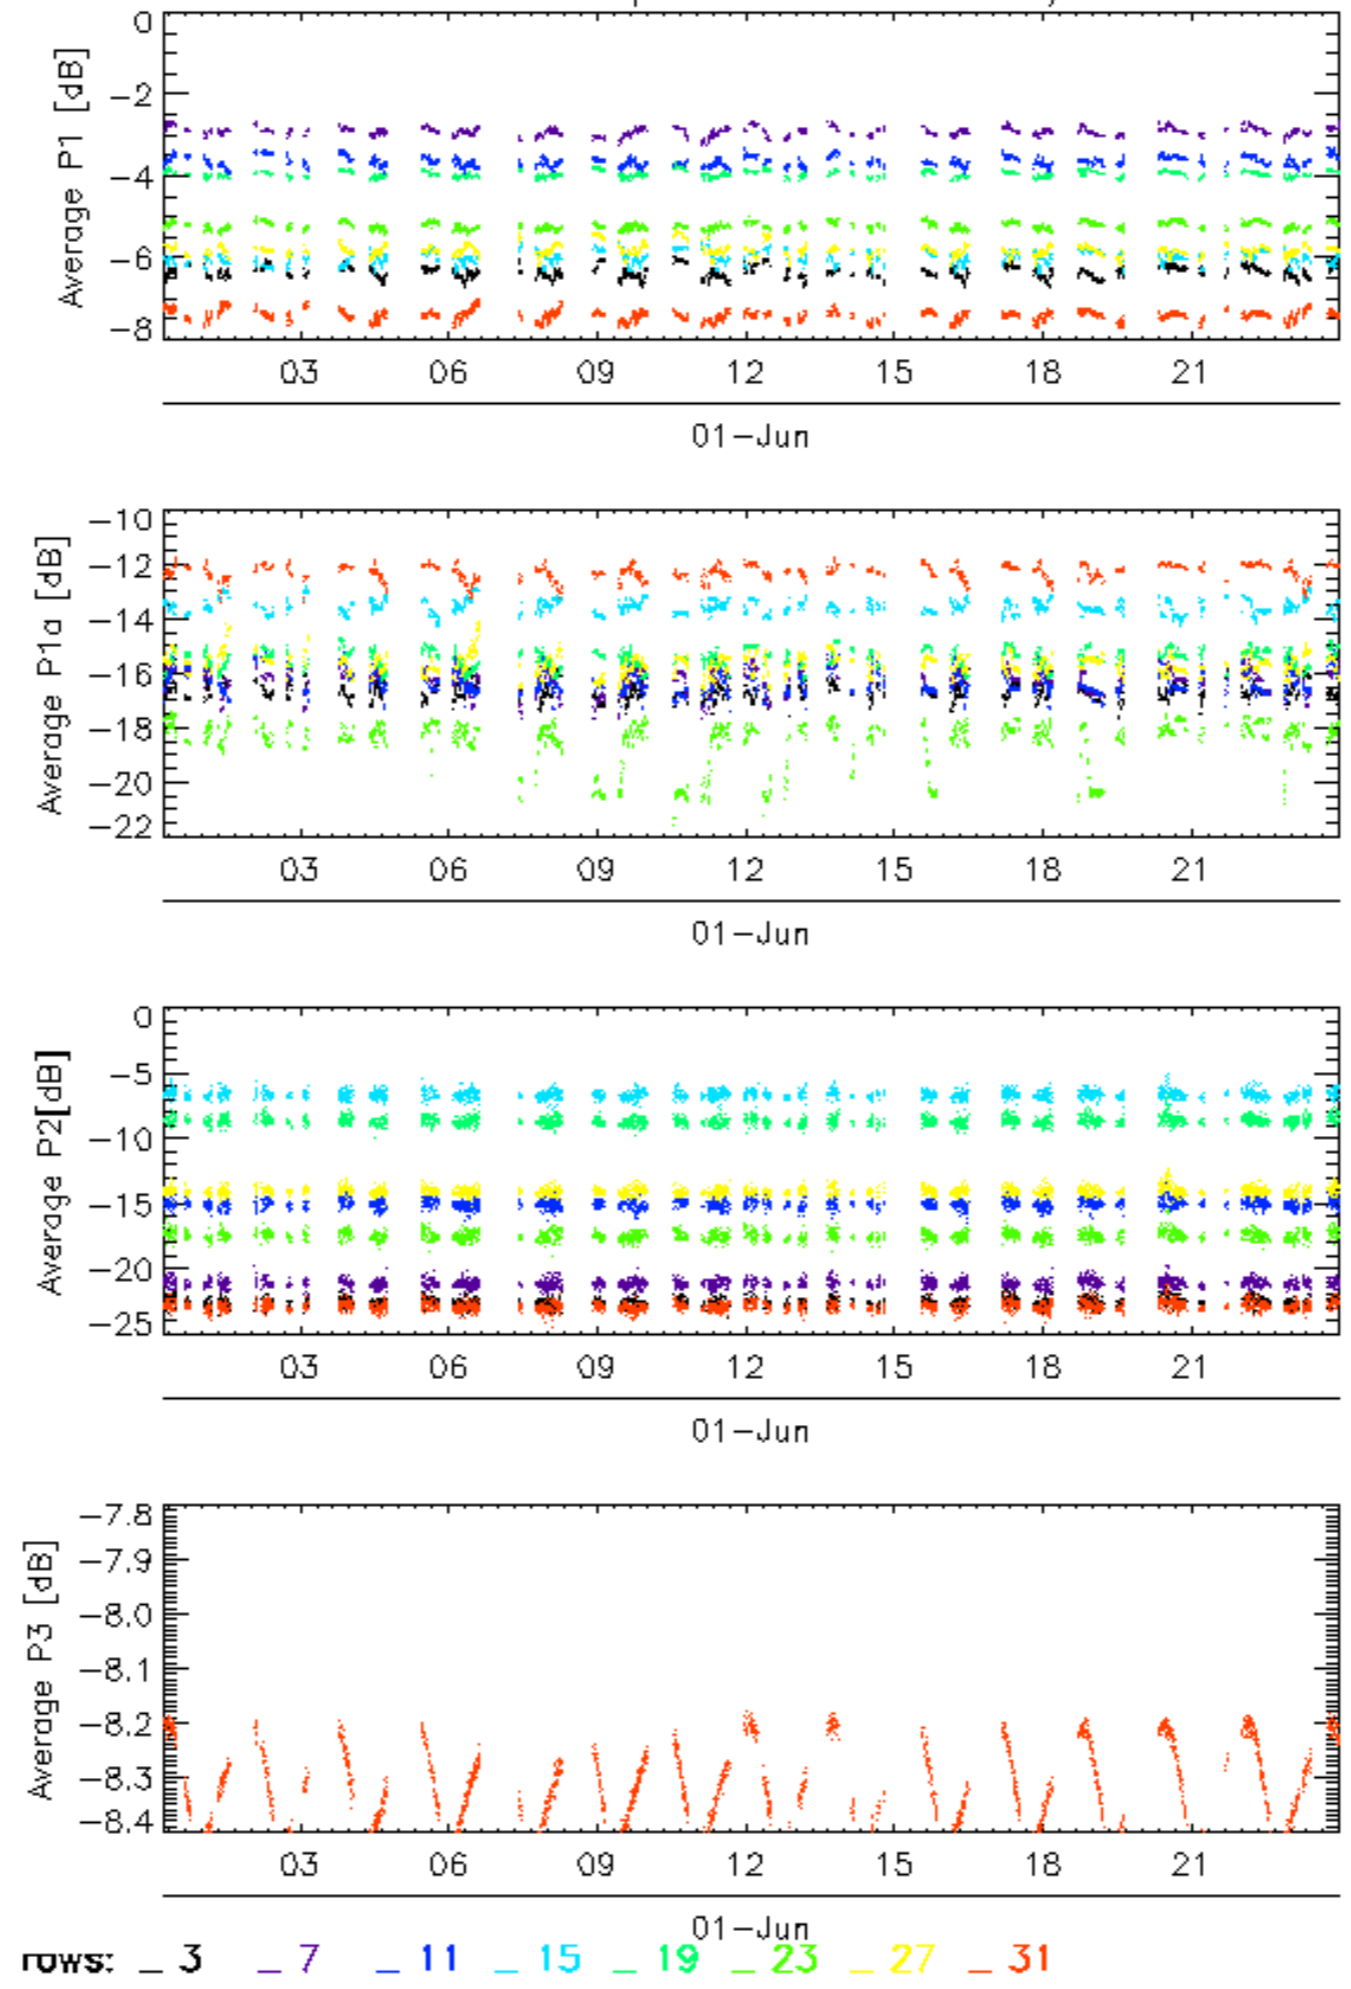 0
−2
−4
−6
−8
Average P1 [dB]
03 06 09 12 15 18 21
01−Jun
−10
−12
−14
−16
−18
−20
−22
Average P1a [dB]
03 06 09 12 15 18 21
01−Jun
0
−5
−10
−15
−20
−25
Average P2[dB]
03 06 09 12 15 18 21
01−Jun
−7.8
−7.9
−8.0
−8.1
−8.2
−8.3
−8.4
Average P3 [dB]
03 06 09 12 15 18 21
01−Jun
rows: _ 3 _ 7 _ 11 _ 15 _ 19 _ 23 _ 27 _ 31